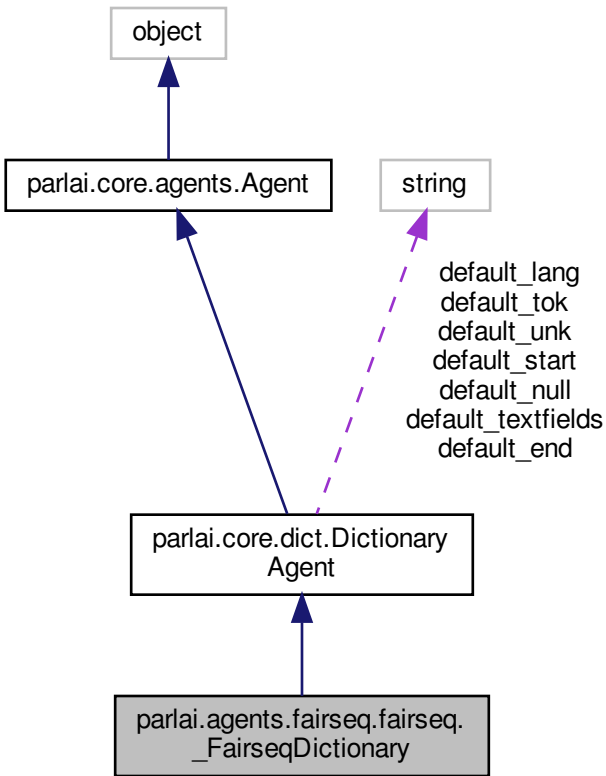 object
parlai.core.agents.Agent
string
default_lang
default_tok
default_unk
default_start
default_null
default_textfields
default_end
parlai.core.dict.Dictionary
Agent
parlai.agents.fairseq.fairseq.
_FairseqDictionary